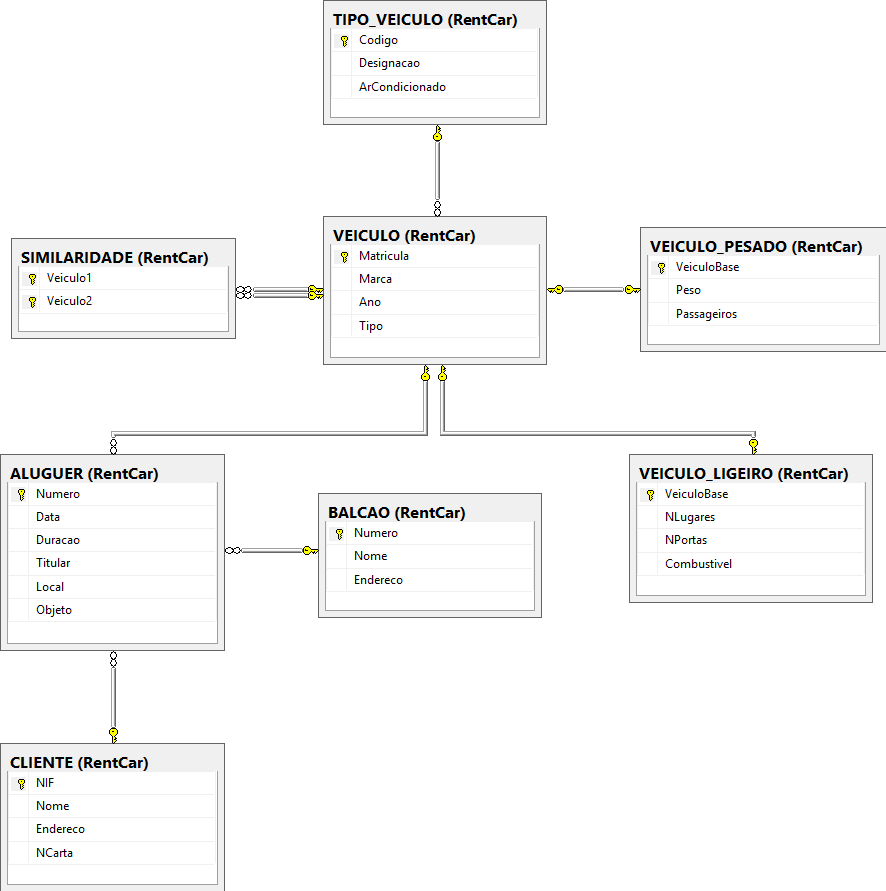 TIPO_VEICULO (RentCar)
Codigo
Designacao
ArCondicionado
SIMILARIDADE (RentCar)
Veiculo1
Veiculo2
VEICULO (RentCar)
Matricula
Marca
Ano
Tipo
VEICULO_PESADO (RentCar)
VeiculoBase
Peso
Passageiros
ALUGUER (RentCar)
Numero
Data
Duracao
Titular
Local
Objeto
BALCAO (RentCar)
Numero
Nome
Endereco
VEICULO_LIGEIRO (RentCar)
VeiculoBase
NLugares
NPortas
Combustivel
CLIENTE (RentCar)
NIF
Nome
Endereco
NCarta